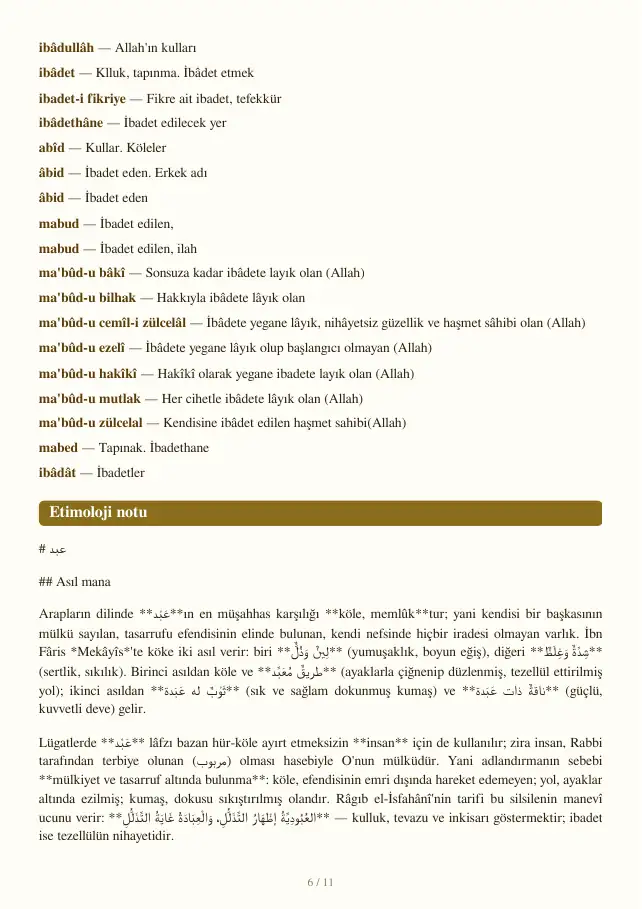 ibâdullâh — Allah'ın kulları
ibâdet — Klluk, tapınma. İbâdet etmek
ibadet-i fikriye — Fikre ait ibadet, tefekkür
ibâdethâne — İbadet edilecek yer
abîd — Kullar. Köleler
âbid — İbadet eden. Erkek adı
âbid — İbadet eden
mabud — İbadet edilen,
mabud — İbadet edilen, ilah
ma'bûd-u bâkî — Sonsuza kadar ibâdete layık olan (Allah)
ma'bûd-u bilhak — Hakkıyla ibâdete lâyık olan
ma'bûd-u cemîl-i zülcelâl — İbâdete yegane lâyık, nihâyetsiz güzellik ve haşmet sâhibi olan (Allah)
ma'bûd-u ezelî — İbâdete yegane lâyık olup başlangıcı olmayan (Allah)
ma'bûd-u hakîkî — Hakîkî olarak yegane ibadete layık olan (Allah)
ma'bûd-u mutlak — Her cihetle ibâdete lâyık olan (Allah)
ma'bûd-u zülcelal — Kendisine ibâdet edilen haşmet sahibi(Allah)
mabed — Tapınak. İbadethane
ibâdât — İbadetler
Etimoloji notu
# عبد
## Asıl mana
Arapların dilinde **عَبْد**ın en müşahhas karşılığı **köle, memlûk**tur; yani kendisi bir başkasının
mülkü sayılan, tasarrufu efendisinin elinde bulunan, kendi nefsinde hiçbir iradesi olmayan varlık. İbn
Fâris *Mekâyîs*'te köke iki asıl verir: biri **لِينٌ وَذُلٌّ** (yumuşaklık, boyun eğiş), diğeri **شِدَّةٌ وَغِلَظٌ**
(sertlik, sıkılık). Birinci asıldan köle ve **طريقٌ مُعَبَّد** (ayaklarla çiğnenip düzlenmiş, tezellül ettirilmiş
yol); ikinci asıldan **ثَوْبٌ له عَبَدة** (sık ve sağlam dokunmuş kumaş) ve **ناقةٌ ذات عَبَدة** (güçlü,
kuvvetli deve) gelir.
Lügatlerde **عَبْد** lâfzı bazan hür-köle ayırt etmeksizin **insan** için de kullanılır; zira insan, Rabbi
tarafından terbiye olunan (مربوب) olması hasebiyle O'nun mülküdür. Yani adlandırmanın sebebi
**mülkiyet ve tasarruf altında bulunma**: köle, efendisinin emri dışında hareket edemeyen; yol, ayaklar
altında ezilmiş; kumaş, dokusu sıkıştırılmış olandır. Râgıb el-İsfahânî'nin tarifi bu silsilenin manevî
ucunu verir: **العُبُودِيَّةُ إظْهَارُ التَّذَلُّلِ، وَالْعِبَادَةُ غَايَةُ التَّذَلُّلِ** — kulluk, tevazu ve inkisarı göstermektir; ibadet
ise tezellülün nihayetidir.
6 / 11